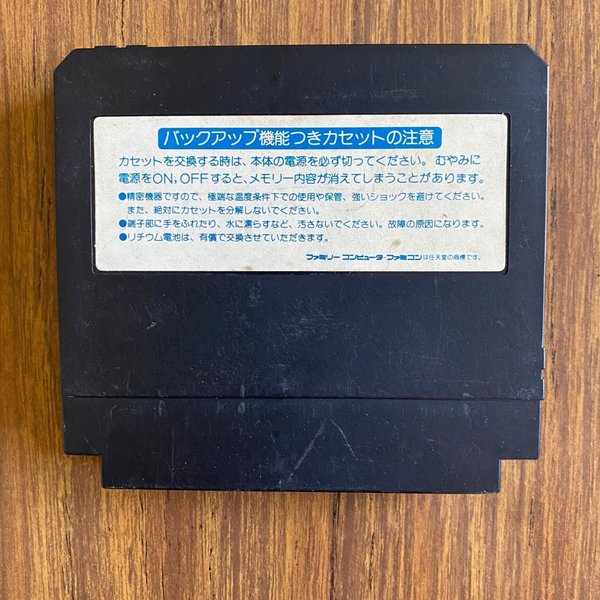 バックアップ機能つきカセットの注意
カセットを交換する時は、本体の電源を必ず切ってください。むやみに
電源をON,OFFすると、メモリー内容が消えてしまうことがあります。
●精密機器ですので、極端な温度条件下での使用や保管、強いショックを避けてください。
また、絶対にカセットを分解しないでください。
●端子部に手をふれたり、水に濡らすなど、汚さないでください。故障の原因になります。
●リチウム電池は、有償で交換させていただきます。
ファミリーコンピュータ・ファミコンは任天堂の商標です。